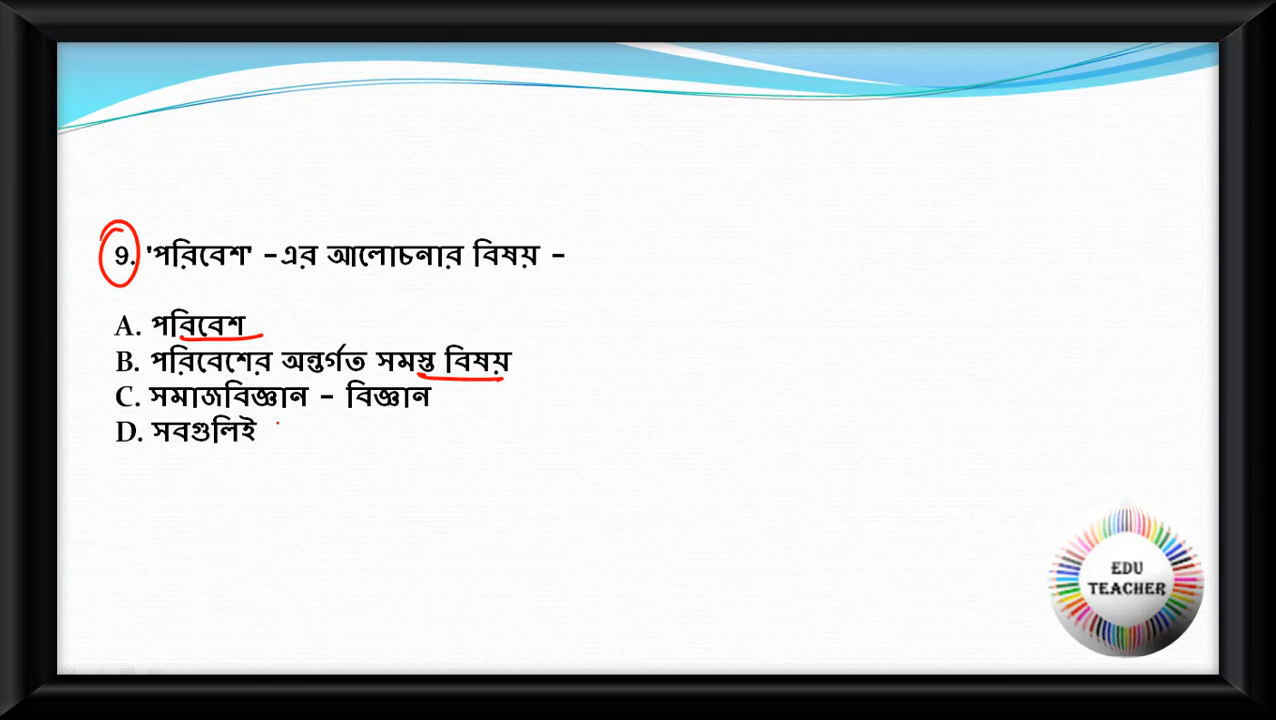 9. 'পরিবেশ' -এর আলোচনার বিষয় -
A. পরিবেশ
B. পরিবেশের অন্তর্গত সমস্ত বিষয়
C. সমাজবিজ্ঞান - বিজ্ঞান
D. সবগুলিই
EDU
TEACHER